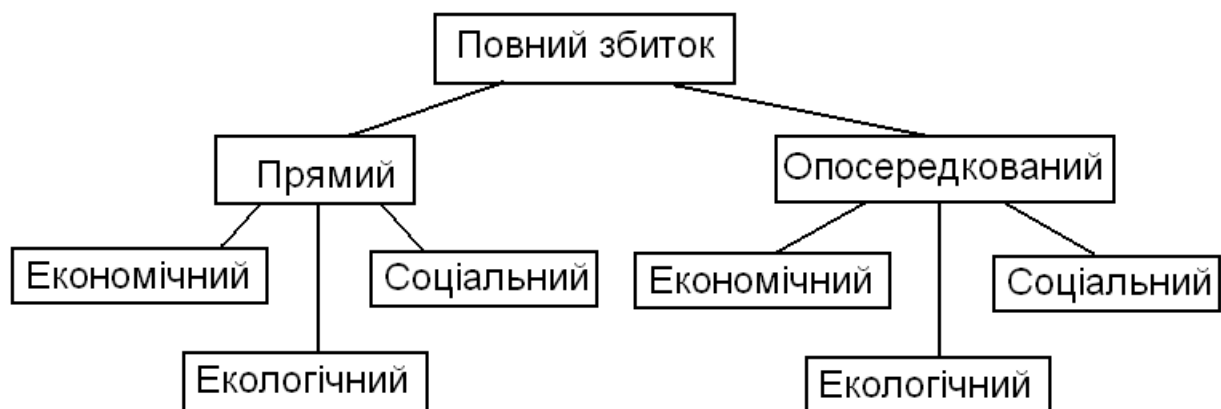 Повний збиток
Прямий
Опосередкований
Економічний
Соціальний
Економічний
Соціальний
Екологічний
Екологічний